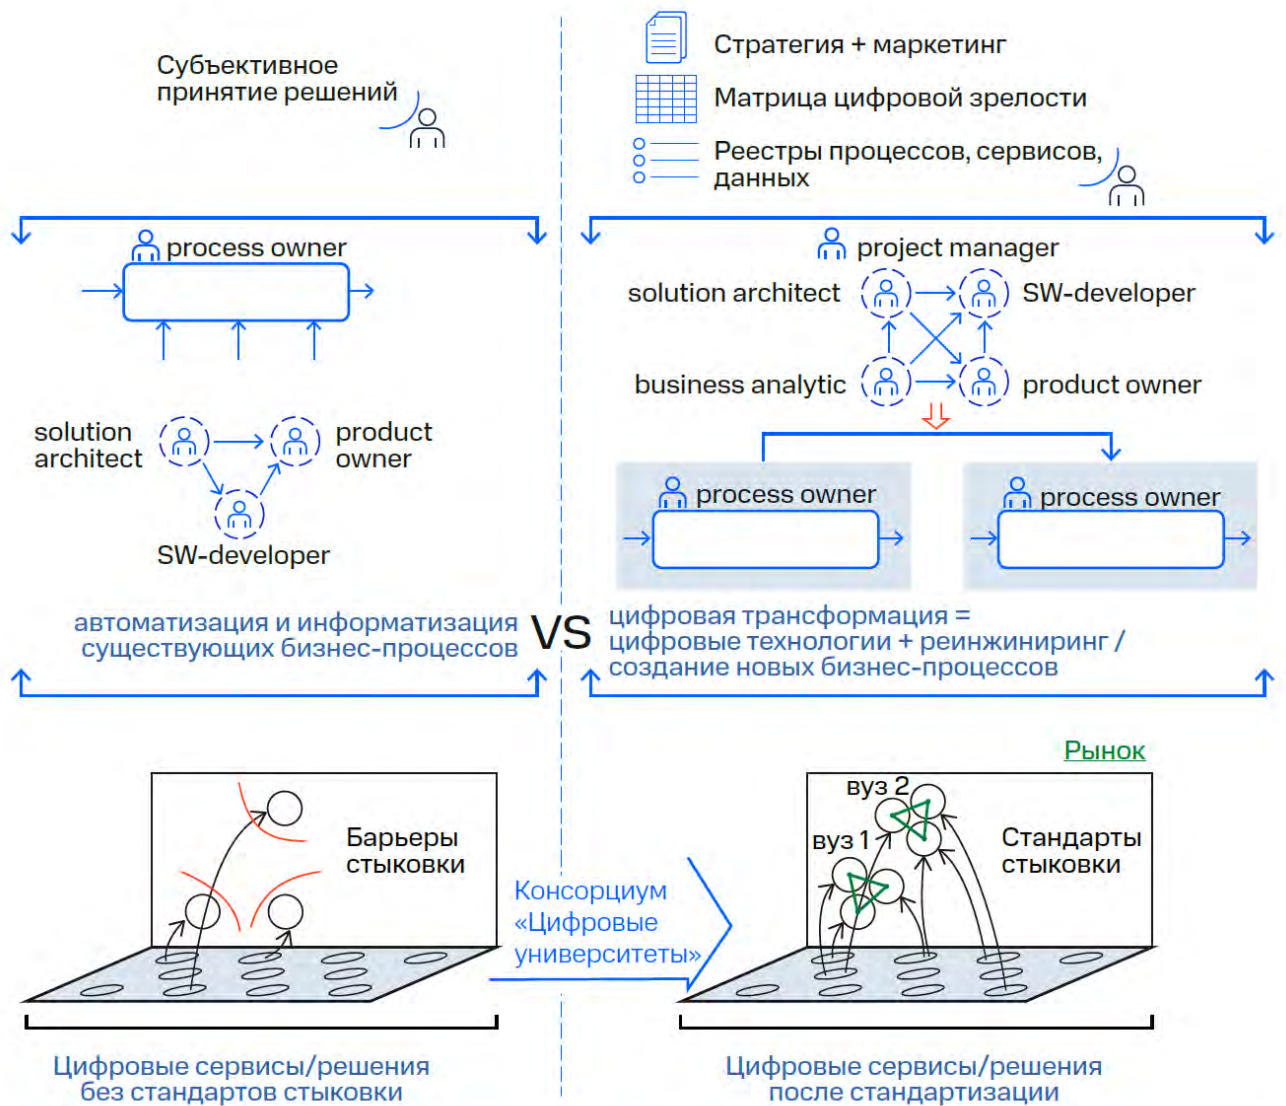 Субъективное
принятие решений
process owner
solution
architect
product
owner
SW-developer
автоматизация и информатизация
существующих бизнес-процессов
VS
Стратегия + маркетинг
Матрица цифровой зрелости
Реестры процессов, сервисов,
данных
project manager
solution architect
SW-developer
business analytic
product owner
process owner
process owner
цифровая трансформация =
цифровые технологии + реинжиниринг /
создание новых бизнес-процессов
Барьеры
стыковки
Консорциум
«Цифровые
университеты»
Рынок
вуз 2
вуз 1
Стандарты
стыковки
Цифровые сервисы/решения
без стандартов стыковки
Цифровые сервисы/решения
после стандартизации